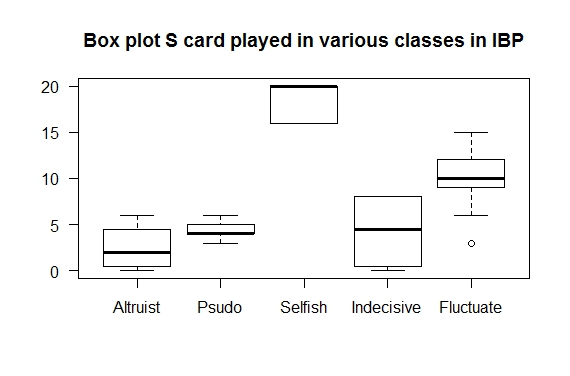 Box plot S card played in various classes in IBP
20
15
10
5
0
Altruist Psudo Selfish Indecisive Fluctuate